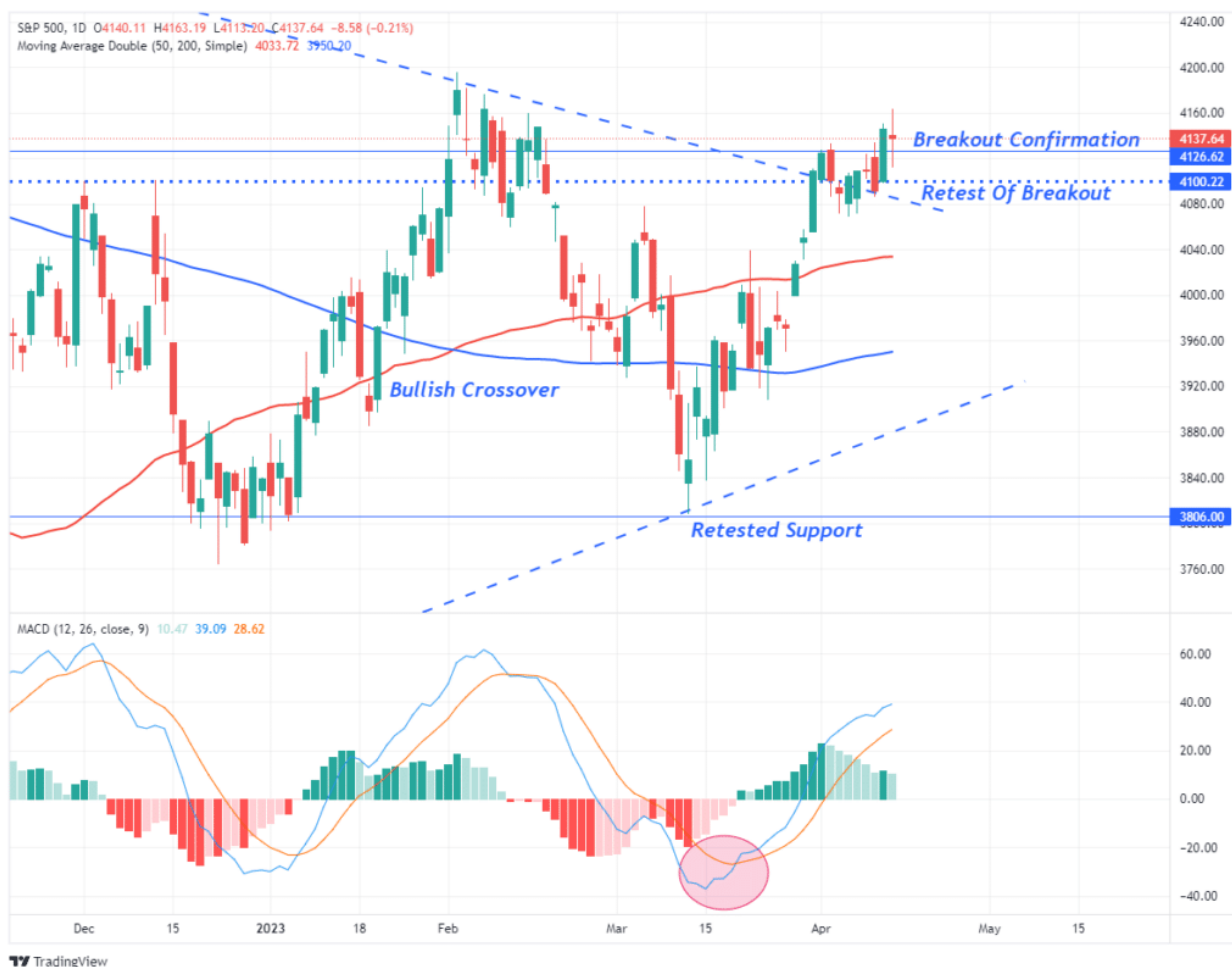 S&P 500, 1D O4140.11 H4163.19 L4113.20 C4137.64 −8.58 (−0.21%)
Moving Average Double (50, 200, Simple) 4033.72 3950.20
4240.00
4200.00
4160.00
Breakout Confirmation
4137.64
4126.62
4100.22
Retest Of Breakout
4080.00
4040.00
4000.00
3960.00
Bullish Crossover
3920.00
3880.00
3840.00
3806.00
Retested Support
3760.00
MACD (12, 26, close, 9) 10.47 39.09 28.62
60.00
40.00
20.00
0.00
−20.00
−40.00
Dec 15 2023 18 Feb Mar 15 Apr May 15
TradingView